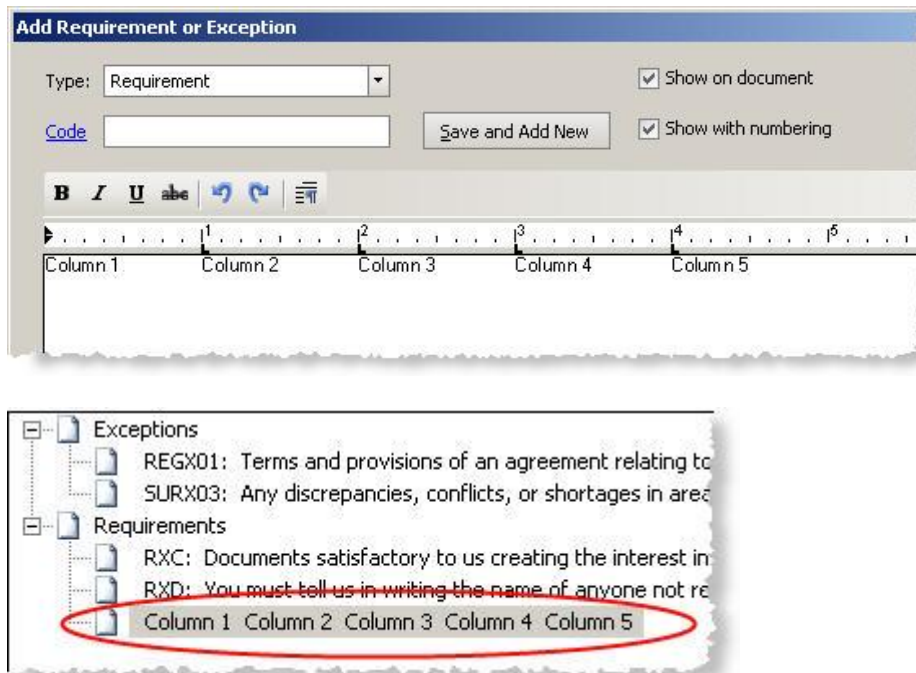 Add Requirement or Exception
Type: Requirement Show on document
Code Save and Add New Show with numbering
B I U abc
1 2 3 4 5
Column 1 Column 2 Column 3 Column 4 Column 5
Exceptions
REGX01: Terms and provisions of an agreement relating to
SURX03: Any discrepancies, conflicts, or shortages in area
Requirements
RXC: Documents satisfactory to us creating the interest in
RXD: You must tell us in writing the name of anyone not re
Column 1 Column 2 Column 3 Column 4 Column 5